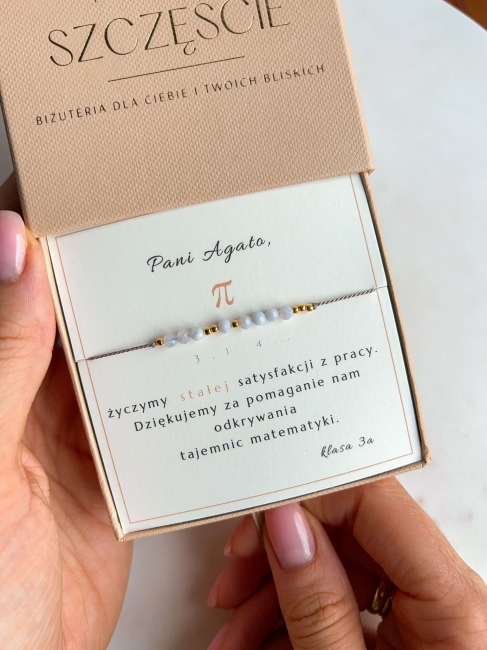 SZCZĘŚCIE
BIŻUTERIA DLA CIEBIE I TWOICH BLISKICH
Pani Agato,
π
3 . 1 4 ...
życzymy stałej satysfakcji z pracy.
Dziękujemy za pomaganie nam
odkrywania
tajemnic matematyki.
klasa 3a